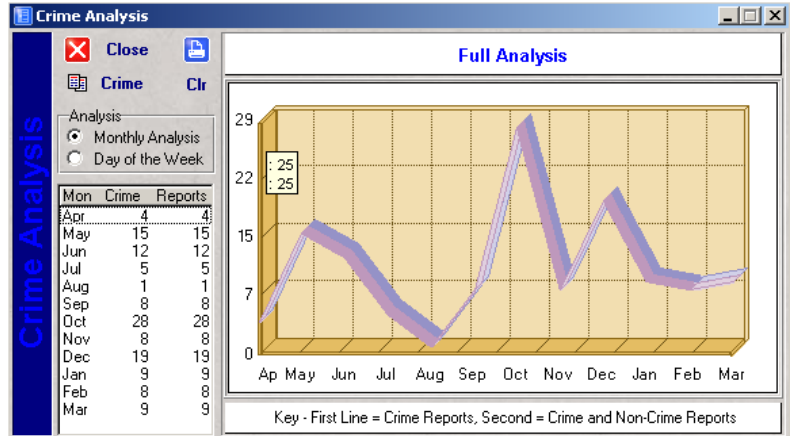 Crime Analysis
Crime Analysis
Close
Crime Clr
Analysis
Monthly Analysis
Day of the Week
Mon Crime Reports
Apr 4 4
May 15 15
Jun 12 12
Jul 5 5
Aug 1 1
Sep 8 8
Oct 28 28
Nov 8 8
Dec 19 19
Jan 9 9
Feb 8 8
Mar 9 9
Full Analysis
29
22
15
7
0
: 25
: 25
Ap May Jun Jul Aug Sep Oct Nov Dec Jan Feb Mar
Key - First Line = Crime Reports, Second = Crime and Non-Crime Reports